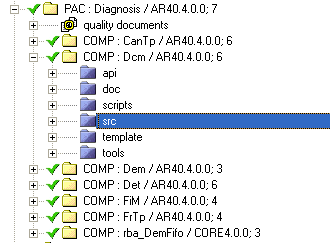 PAC : Diagnosis / AR40.4.0.0; 7
quality documents
COMP : CanTp / AR40.4.0.0; 6
COMP : Dcm / AR40.4.0.0; 6
api
doc
scripts
src
template
tools
COMP : Dem / AR40.4.0.0; 3
COMP : Det / AR40.4.0.0; 6
COMP : FiM / AR40.4.0.0; 4
COMP : FrTp / AR40.4.0.0; 4
COMP : rba_DemFifo / CORE4.0.0; 3